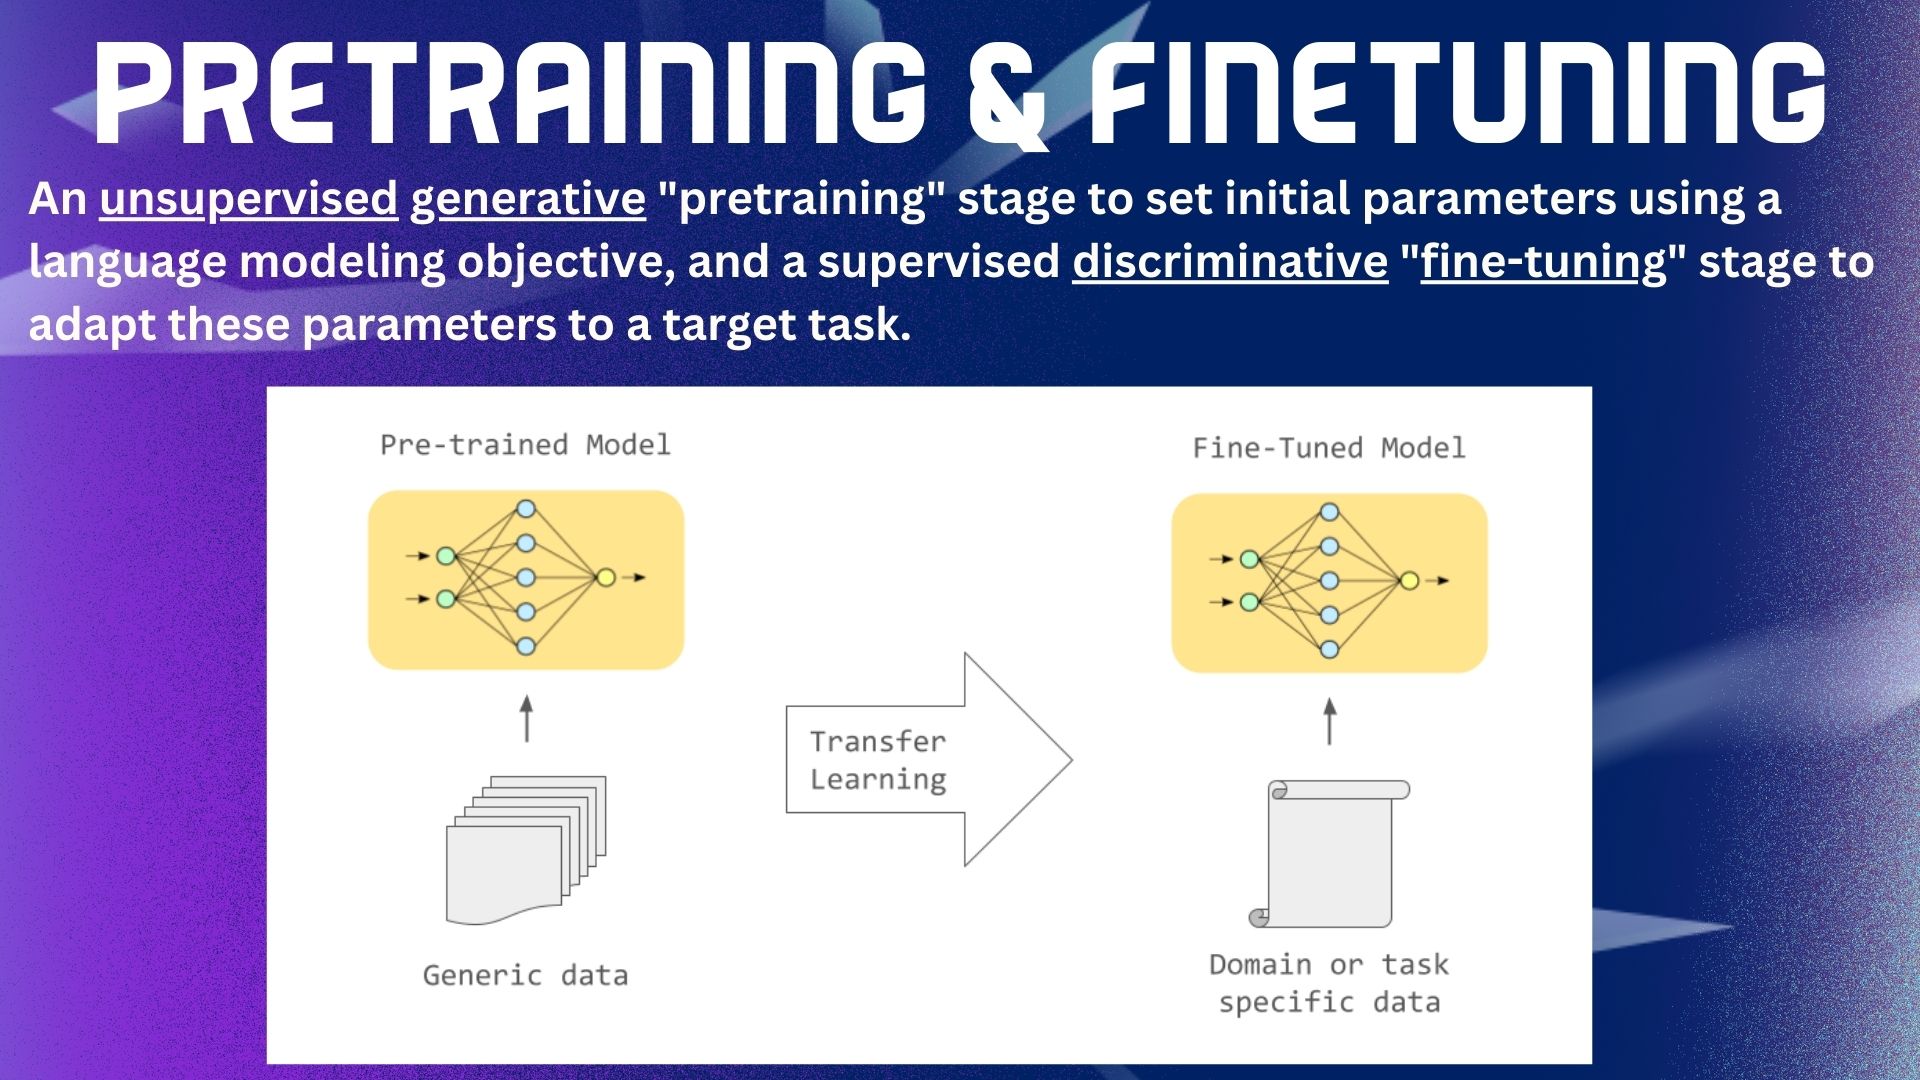 PRETRAINING & FINETUNING
An unsupervised generative "pretraining" stage to set initial parameters using a
language modeling objective, and a supervised discriminative "fine-tuning" stage to
adapt these parameters to a target task.
Pre-trained Model
Fine-Tuned Model
Transfer
Learning
Generic data
Domain or task
specific data